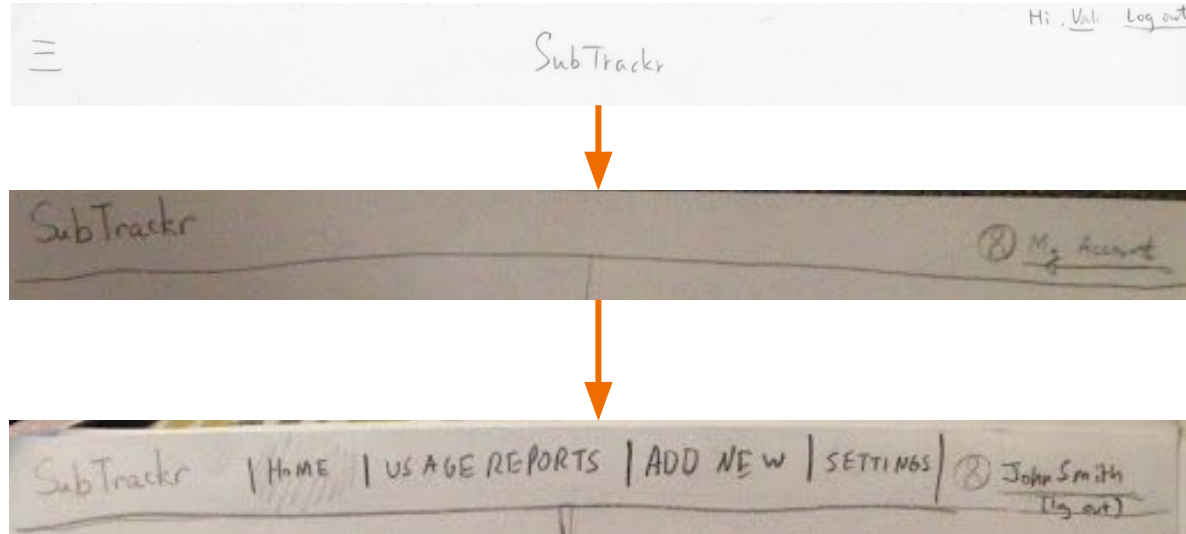 Hi, Val Log out
SubTrackr
SubTrackr
My Account
SubTrackr | HOME | USAGE REPORTS | ADD NEW | SETTINGS | John Smith
(log out)